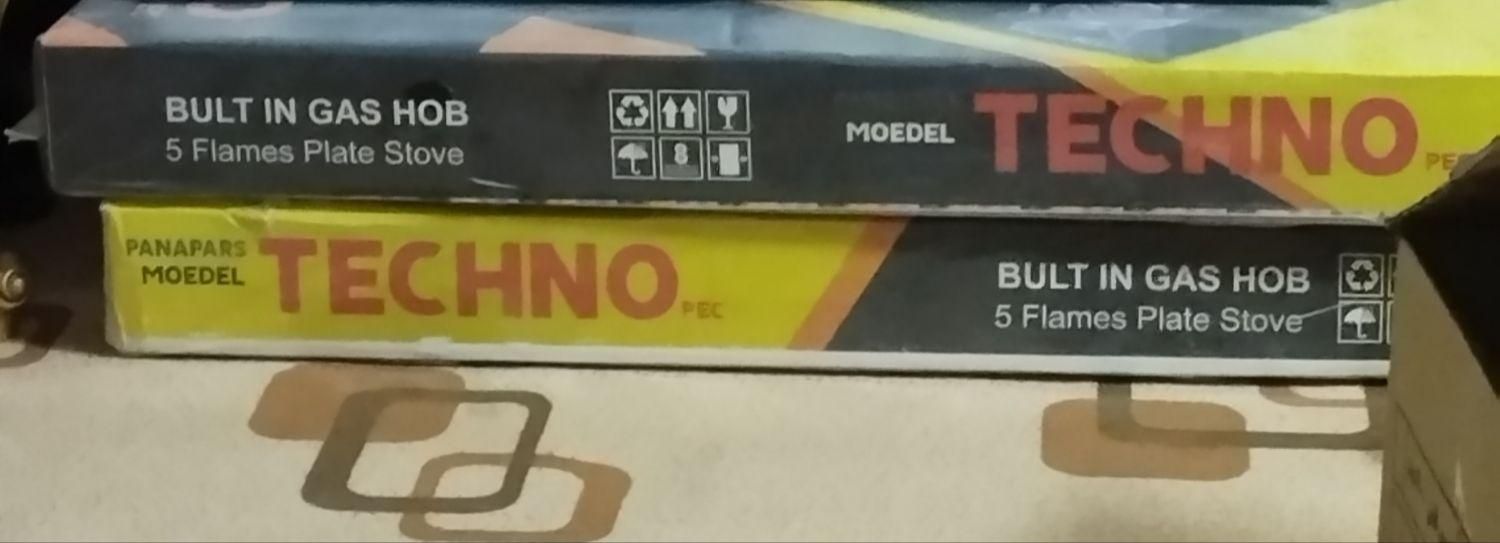 BULT IN GAS HOB
5 Flames Plate Stove
8
MOEDEL TECHNO
PANAPARS
MOEDEL TECHNO PEC
BULT IN GAS HOB
5 Flames Plate Stove